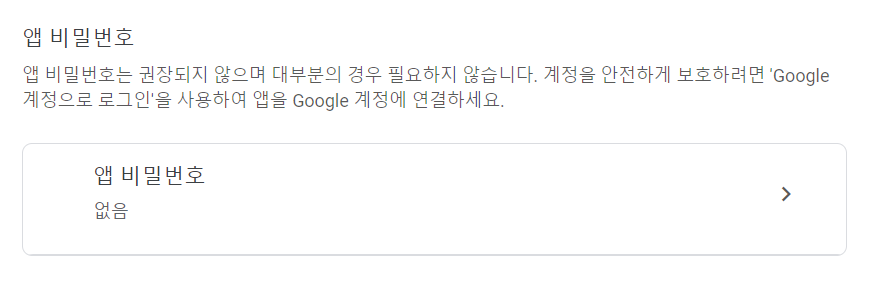 앱 비밀번호
앱 비밀번호는 권장되지 않으며 대부분의 경우 필요하지 않습니다. 계정을 안전하게 보호하려면 'Google
계정으로 로그인'을 사용하여 앱을 Google 계정에 연결하세요.
앱 비밀번호
없음